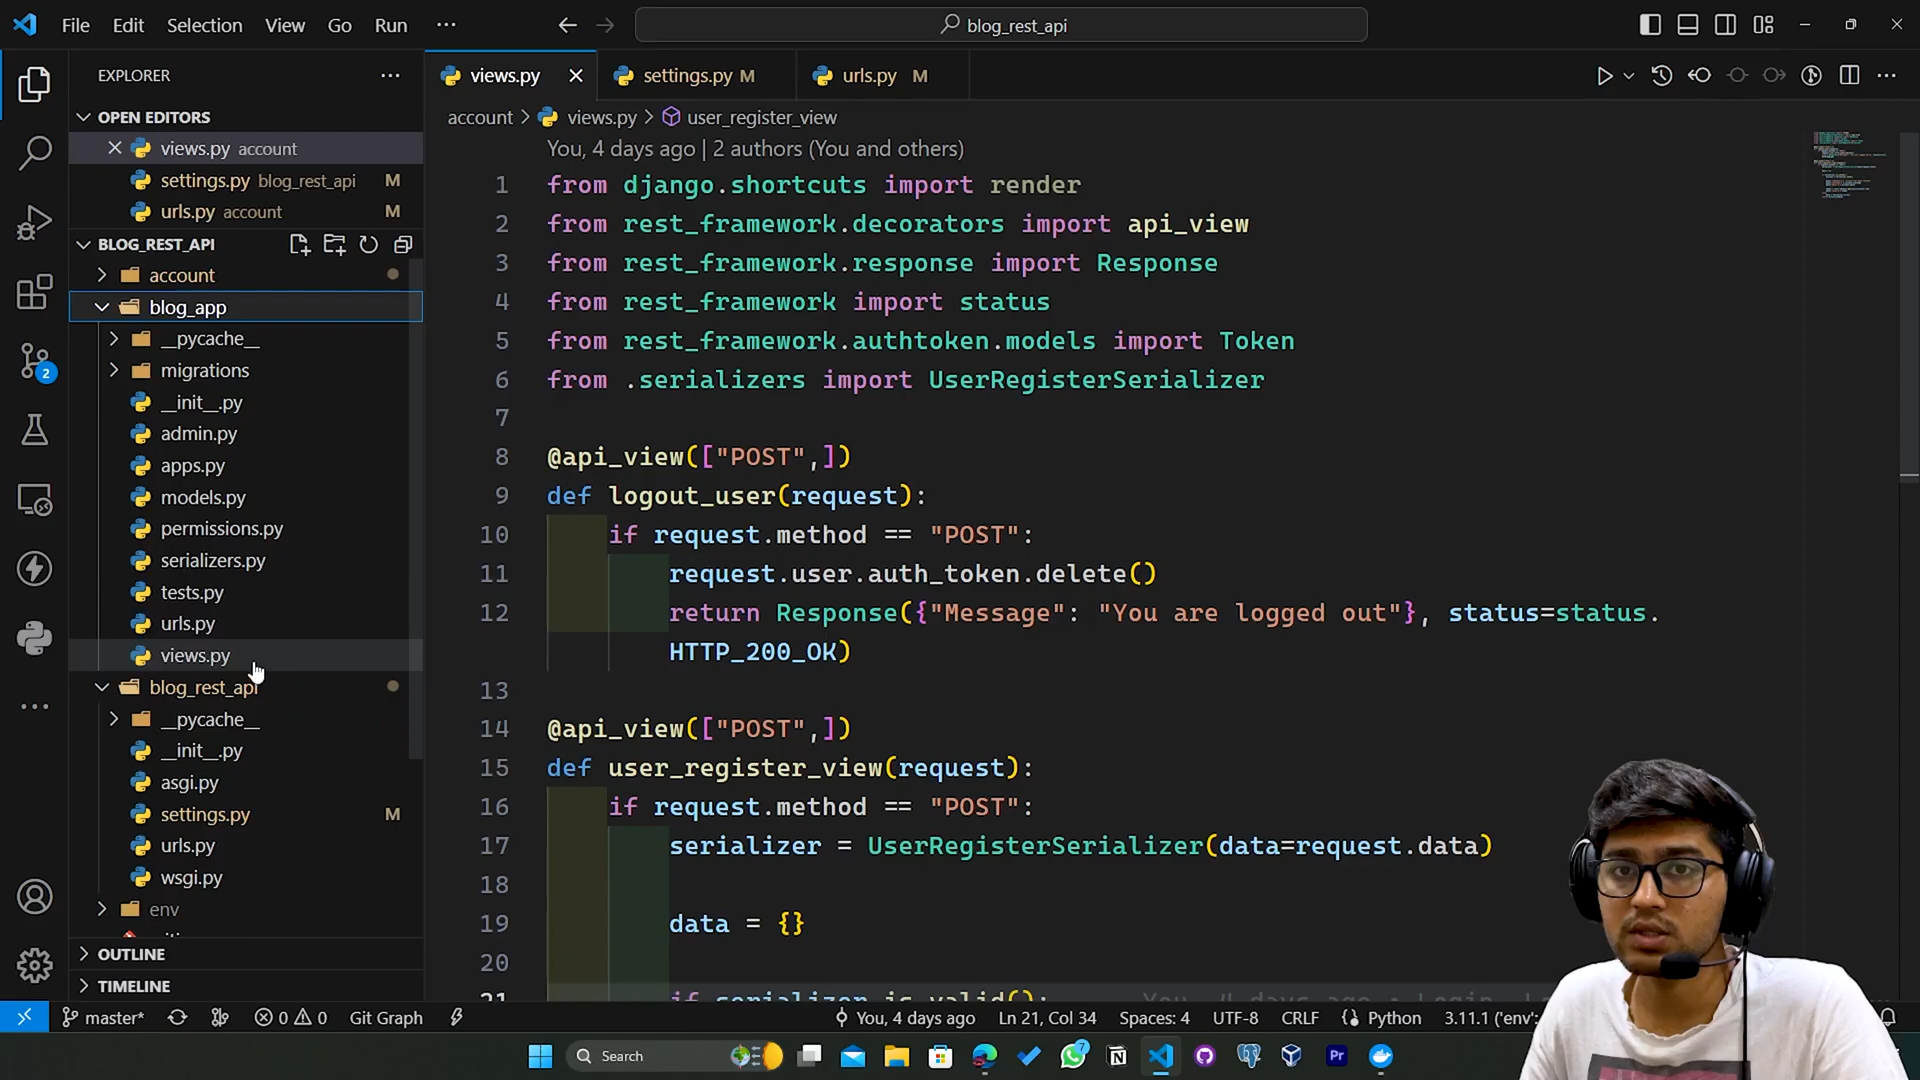 File Edit Selection View Go Run ···
blog_rest_api
EXPLORER
OPEN EDITORS
views.py account
settings.py blog_rest_api M
urls.py account M
BLOG_REST_API
account
blog_app
__pycache__
migrations
__init__.py
admin.py
apps.py
models.py
permissions.py
serializers.py
tests.py
urls.py
views.py
blog_rest_api
__pycache__
__init__.py
asgi.py
settings.py M
urls.py
wsgi.py
env
OUTLINE
TIMELINE
2
views.py settings.py M urls.py M
account > views.py > user_register_view
You, 4 days ago | 2 authors (You and others)
1 from django.shortcuts import render
2 from rest_framework.decorators import api_view
3 from rest_framework.response import Response
4 from rest_framework import status
5 from rest_framework.authtoken.models import Token
6 from .serializers import UserRegisterSerializer
7
8 @api_view(["POST",])
9 def logout_user(request):
10 if request.method == "POST":
11 request.user.auth_token.delete()
12 return Response({"Message": "You are logged out"}, status=status.
HTTP_200_OK)
13
14 @api_view(["POST",])
15 def user_register_view(request):
16 if request.method == "POST":
17 serializer = UserRegisterSerializer(data=request.data)
18
19 data = {}
20
21 if serializer.is_valid():
master* 0 0 Git Graph You, 4 days ago Ln 21, Col 34 Spaces: 4 UTF-8 CRLF Python 3.11.1 ('env':
Search 7 Pr